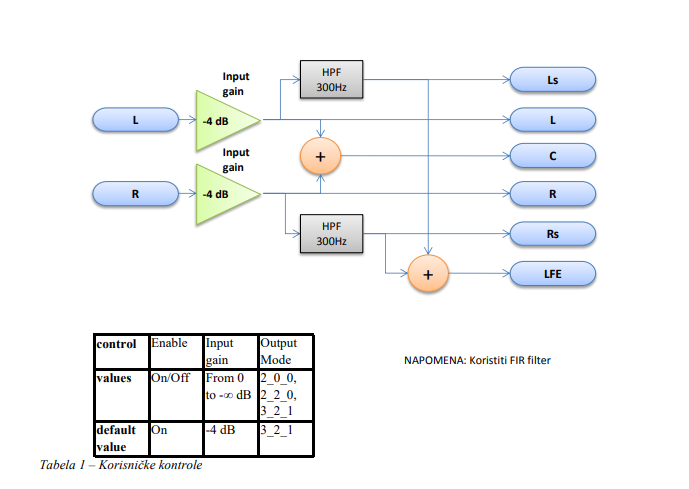 Input
gain
HPF
300Hz
Ls
L
-4 dB
L
Input
gain
+
C
R
-4 dB
R
HPF
300Hz
Rs
+
LFE
control Enable Input gain Output Mode
values On/Off From 0 to -∞ dB 2_0_0, 2_2_0, 3_2_1
default value On -4 dB 3_2_1
NAPOMENA: Koristiti FIR filter
Tabela 1 – Korisničke kontrole